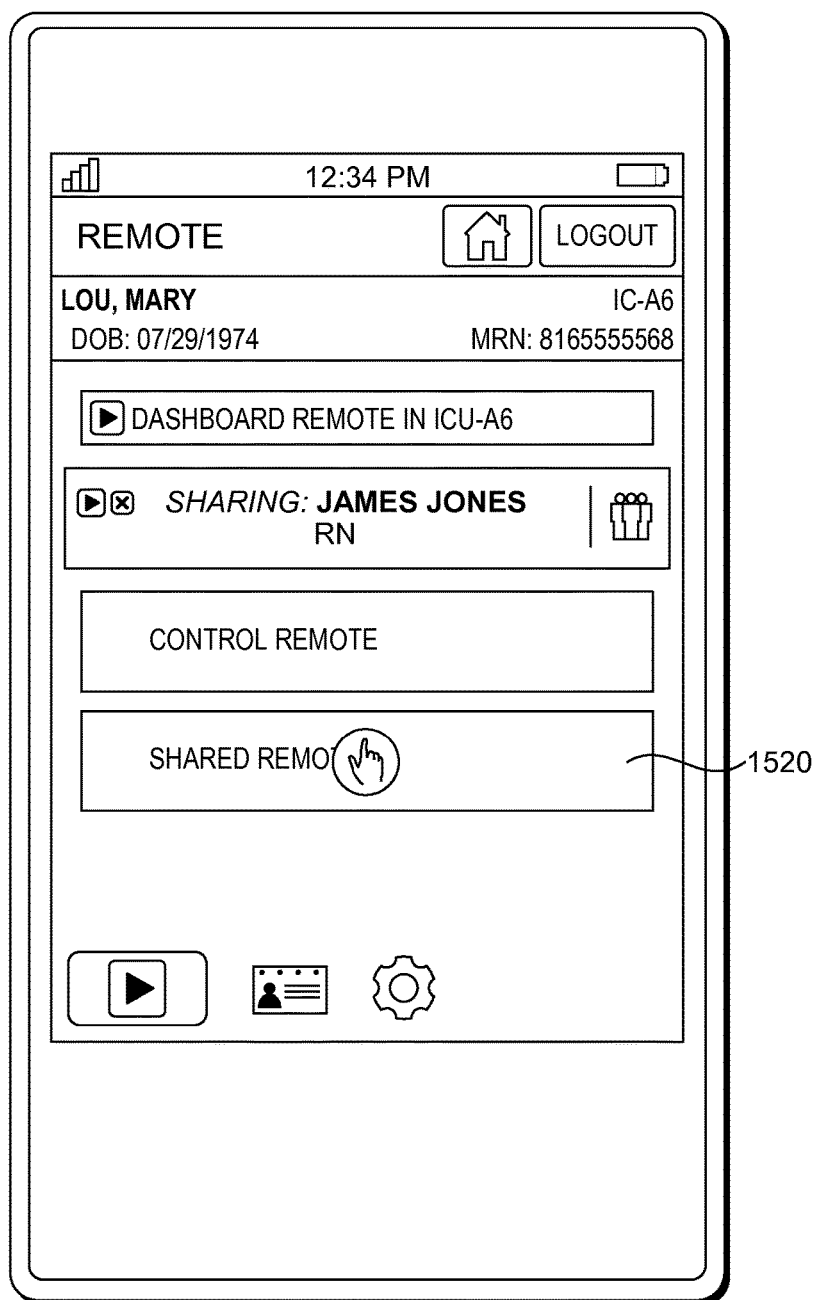 12:34 PM
REMOTE
LOGOUT
LOU, MARY
IC-A6
DOB: 07/29/1974
MRN: 8165555568
DASHBOARD REMOTE IN ICU-A6
SHARING: JAMES JONES
RN
CONTROL REMOTE
SHARED REMO
1520